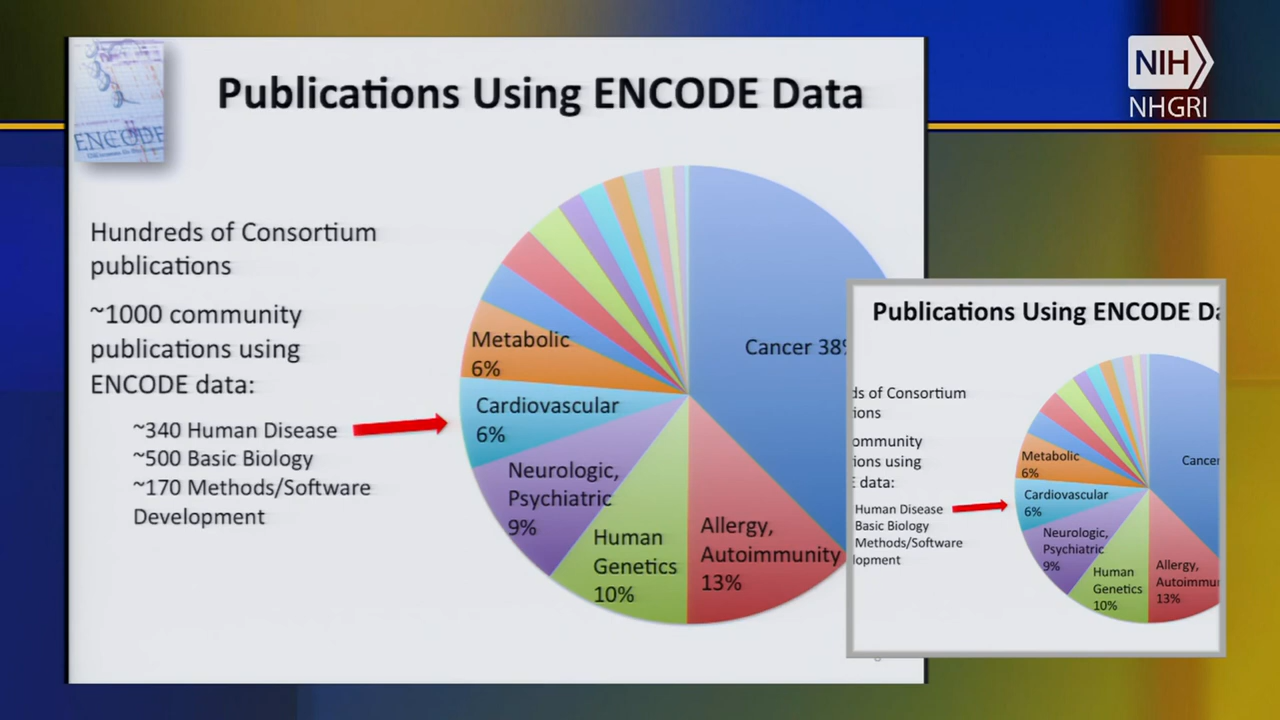 NIH
NHGRI
ENCODE
Publications Using ENCODE Data
Hundreds of Consortium
publications
~1000 community
publications using
ENCODE data:
~340 Human Disease
~500 Basic Biology
~170 Methods/Software
Development
Cancer 38%
Metabolic
6%
Cardiovascular
6%
Neurologic,
Psychiatric
9%
Human
Genetics
10%
Allergy,
Autoimmunity
13%
Publications Using ENCODE Da
ds of Consortium
ions
ommunity
ions using
E data:
Human Disease
Basic Biology
Methods/Software
lopment
Cancer
Metabolic
6%
Cardiovascular
6%
Neurologic,
Psychiatric
9%
Human
Genetics
10%
Allergy,
Autoimmu
13%